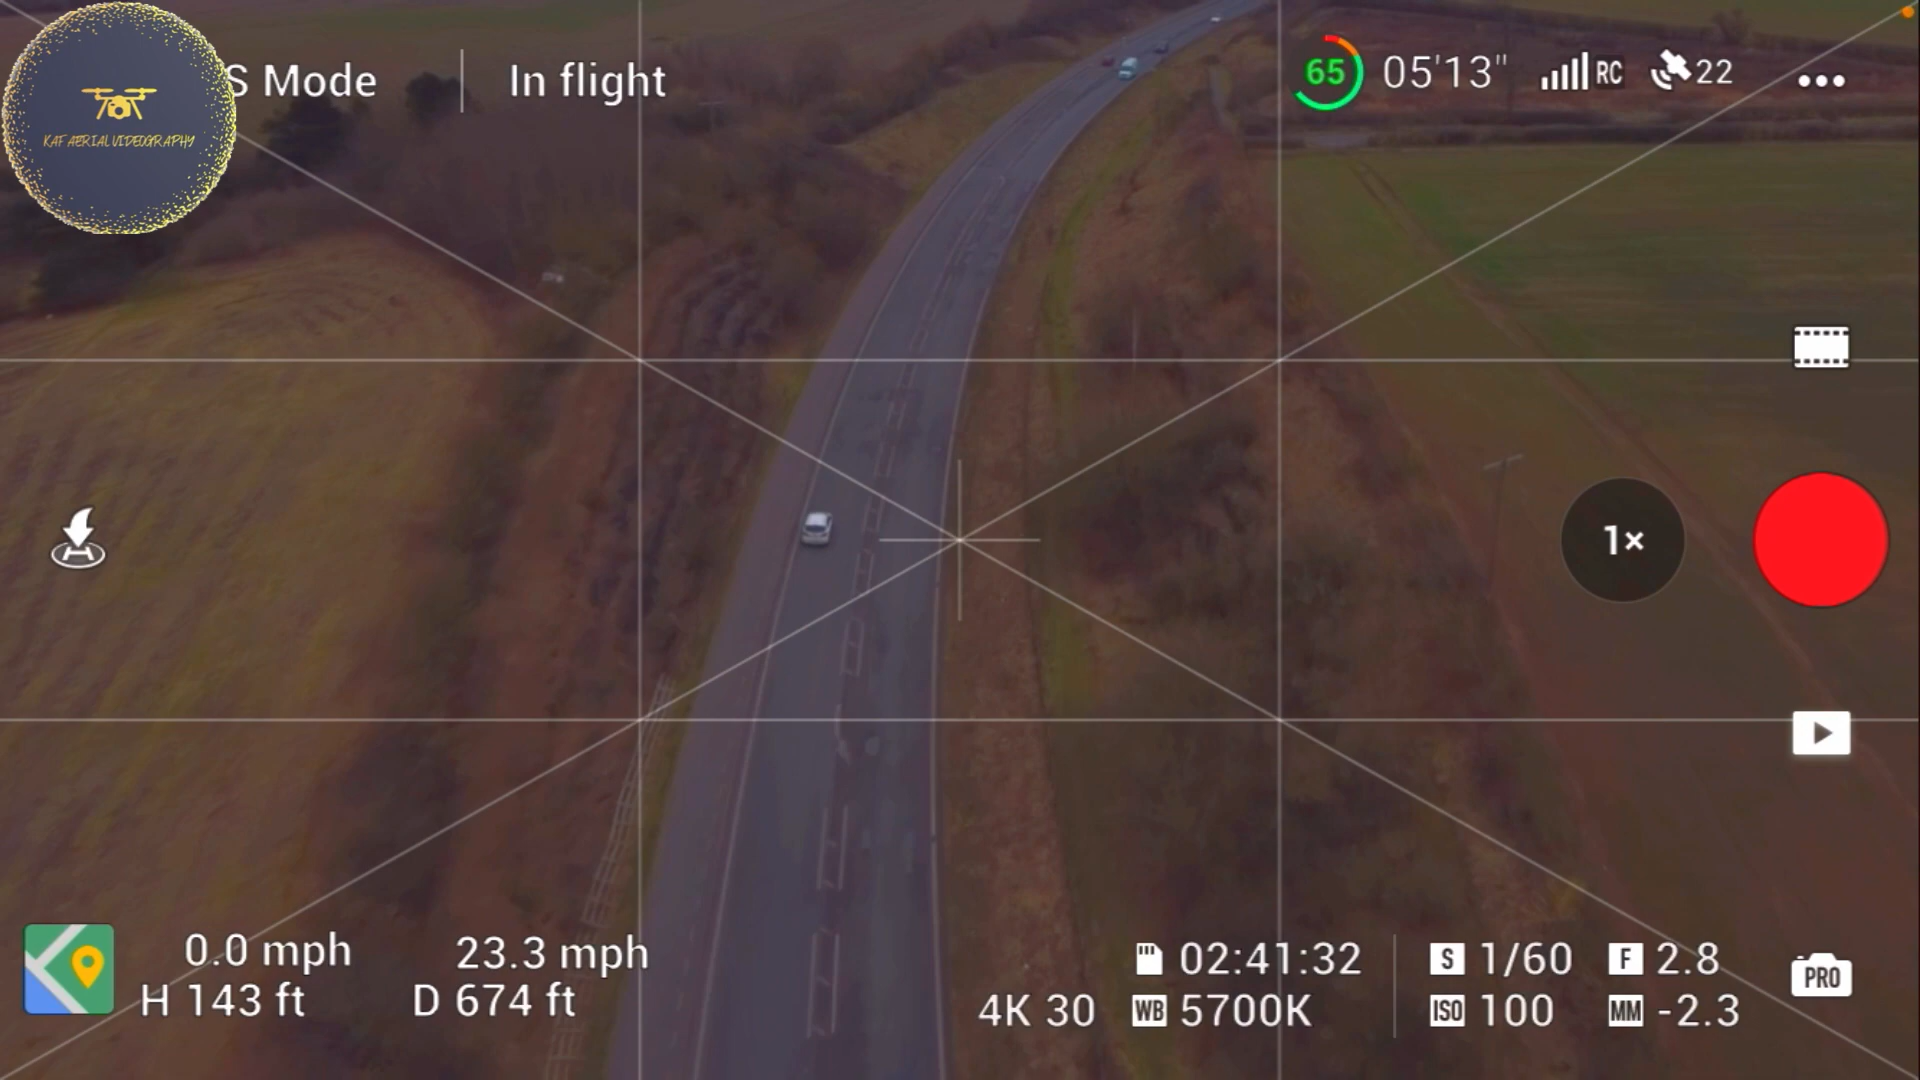 S Mode
In flight
65
05'13"
RC
22
KAF AERIAL VIDEOGRAPHY
1×
0.0 mph
23.3 mph
H 143 ft
D 674 ft
02:41:32
4K 30
WB 5700K
S 1/60
F 2.8
ISO 100
MM -2.3
PRO